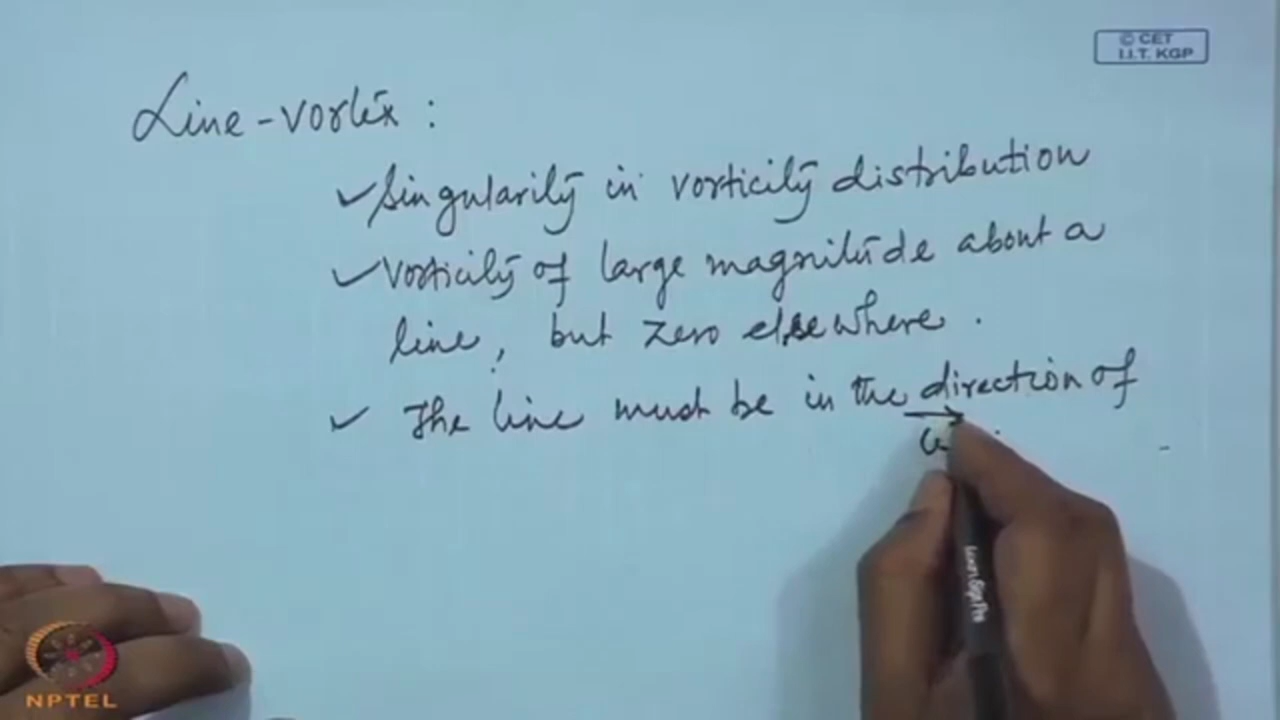 © CET
I.I.T. KGP
Line-vortex :
✓ Singularity in vorticity distribution
✓ Vorticity of large magnitude about a
line, but zero elsewhere.
✓ The line must be in the direction of
NPTEL